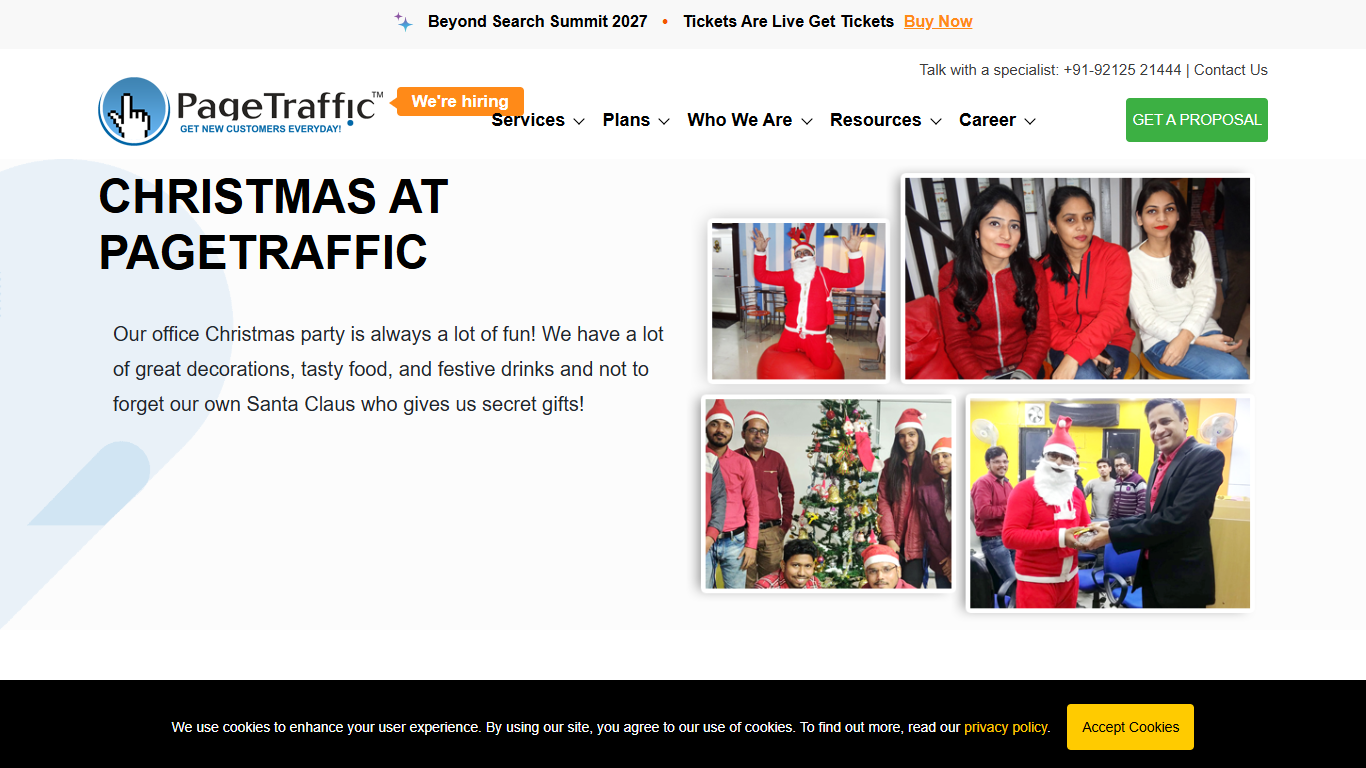 Beyond Search Summit 2027 • Tickets Are Live Get Tickets Buy Now
Talk with a specialist: +91-92125 21444 | Contact Us
PageTraffic™
GET NEW CUSTOMERS EVERYDAY!
We're hiring
Services Plans Who We Are Resources Career
GET A PROPOSAL
CHRISTMAS AT
PAGETRAFFIC
Our office Christmas party is always a lot of fun! We have a lot
of great decorations, tasty food, and festive drinks and not to
forget our own Santa Claus who gives us secret gifts!
We use cookies to enhance your user experience. By using our site, you agree to our use of cookies. To find out more, read our privacy policy.
Accept Cookies